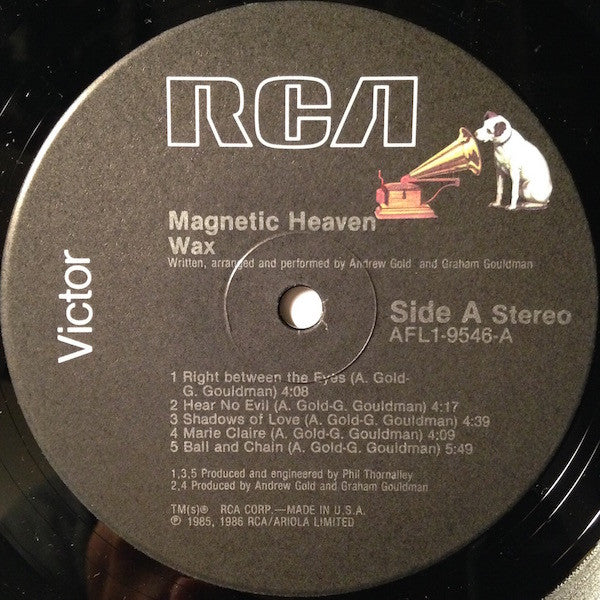 RCA
Victor
Magnetic Heaven
Wax
Written, arranged and performed by Andrew Gold and Graham Gouldman
Side A Stereo
AFL1-9546-A
1 Right between the Eyes (A. Gold-
G. Gouldman) 4:08
2 Hear No Evil (A. Gold-G. Gouldman) 4:17
3 Shadows of Love (A. Gold-G. Gouldman) 4:39
4 Marie Claire (A. Gold-G. Gouldman) 4:09
5 Ball and Chain (A. Gold-G. Gouldman) 5:49
1,3,5 Produced and engineered by Phil Thornalley
2,4 Produced by Andrew Gold and Graham Gouldman
TM(s)® RCA CORP.—MADE IN U.S.A.
℗ 1985, 1986 RCA/ARIOLA LIMITED